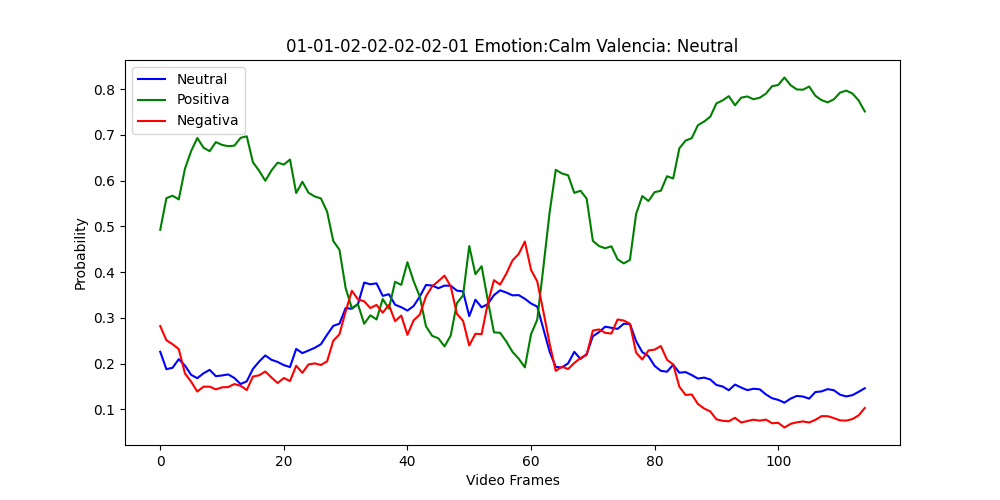 01-01-02-02-02-02-01 Emotion:Calm Valencia: Neutral
Neutral
Positiva
Negativa
Probability
0.8
0.7
0.6
0.5
0.4
0.3
0.2
0.1
0 20 40 60 80 100
Video Frames